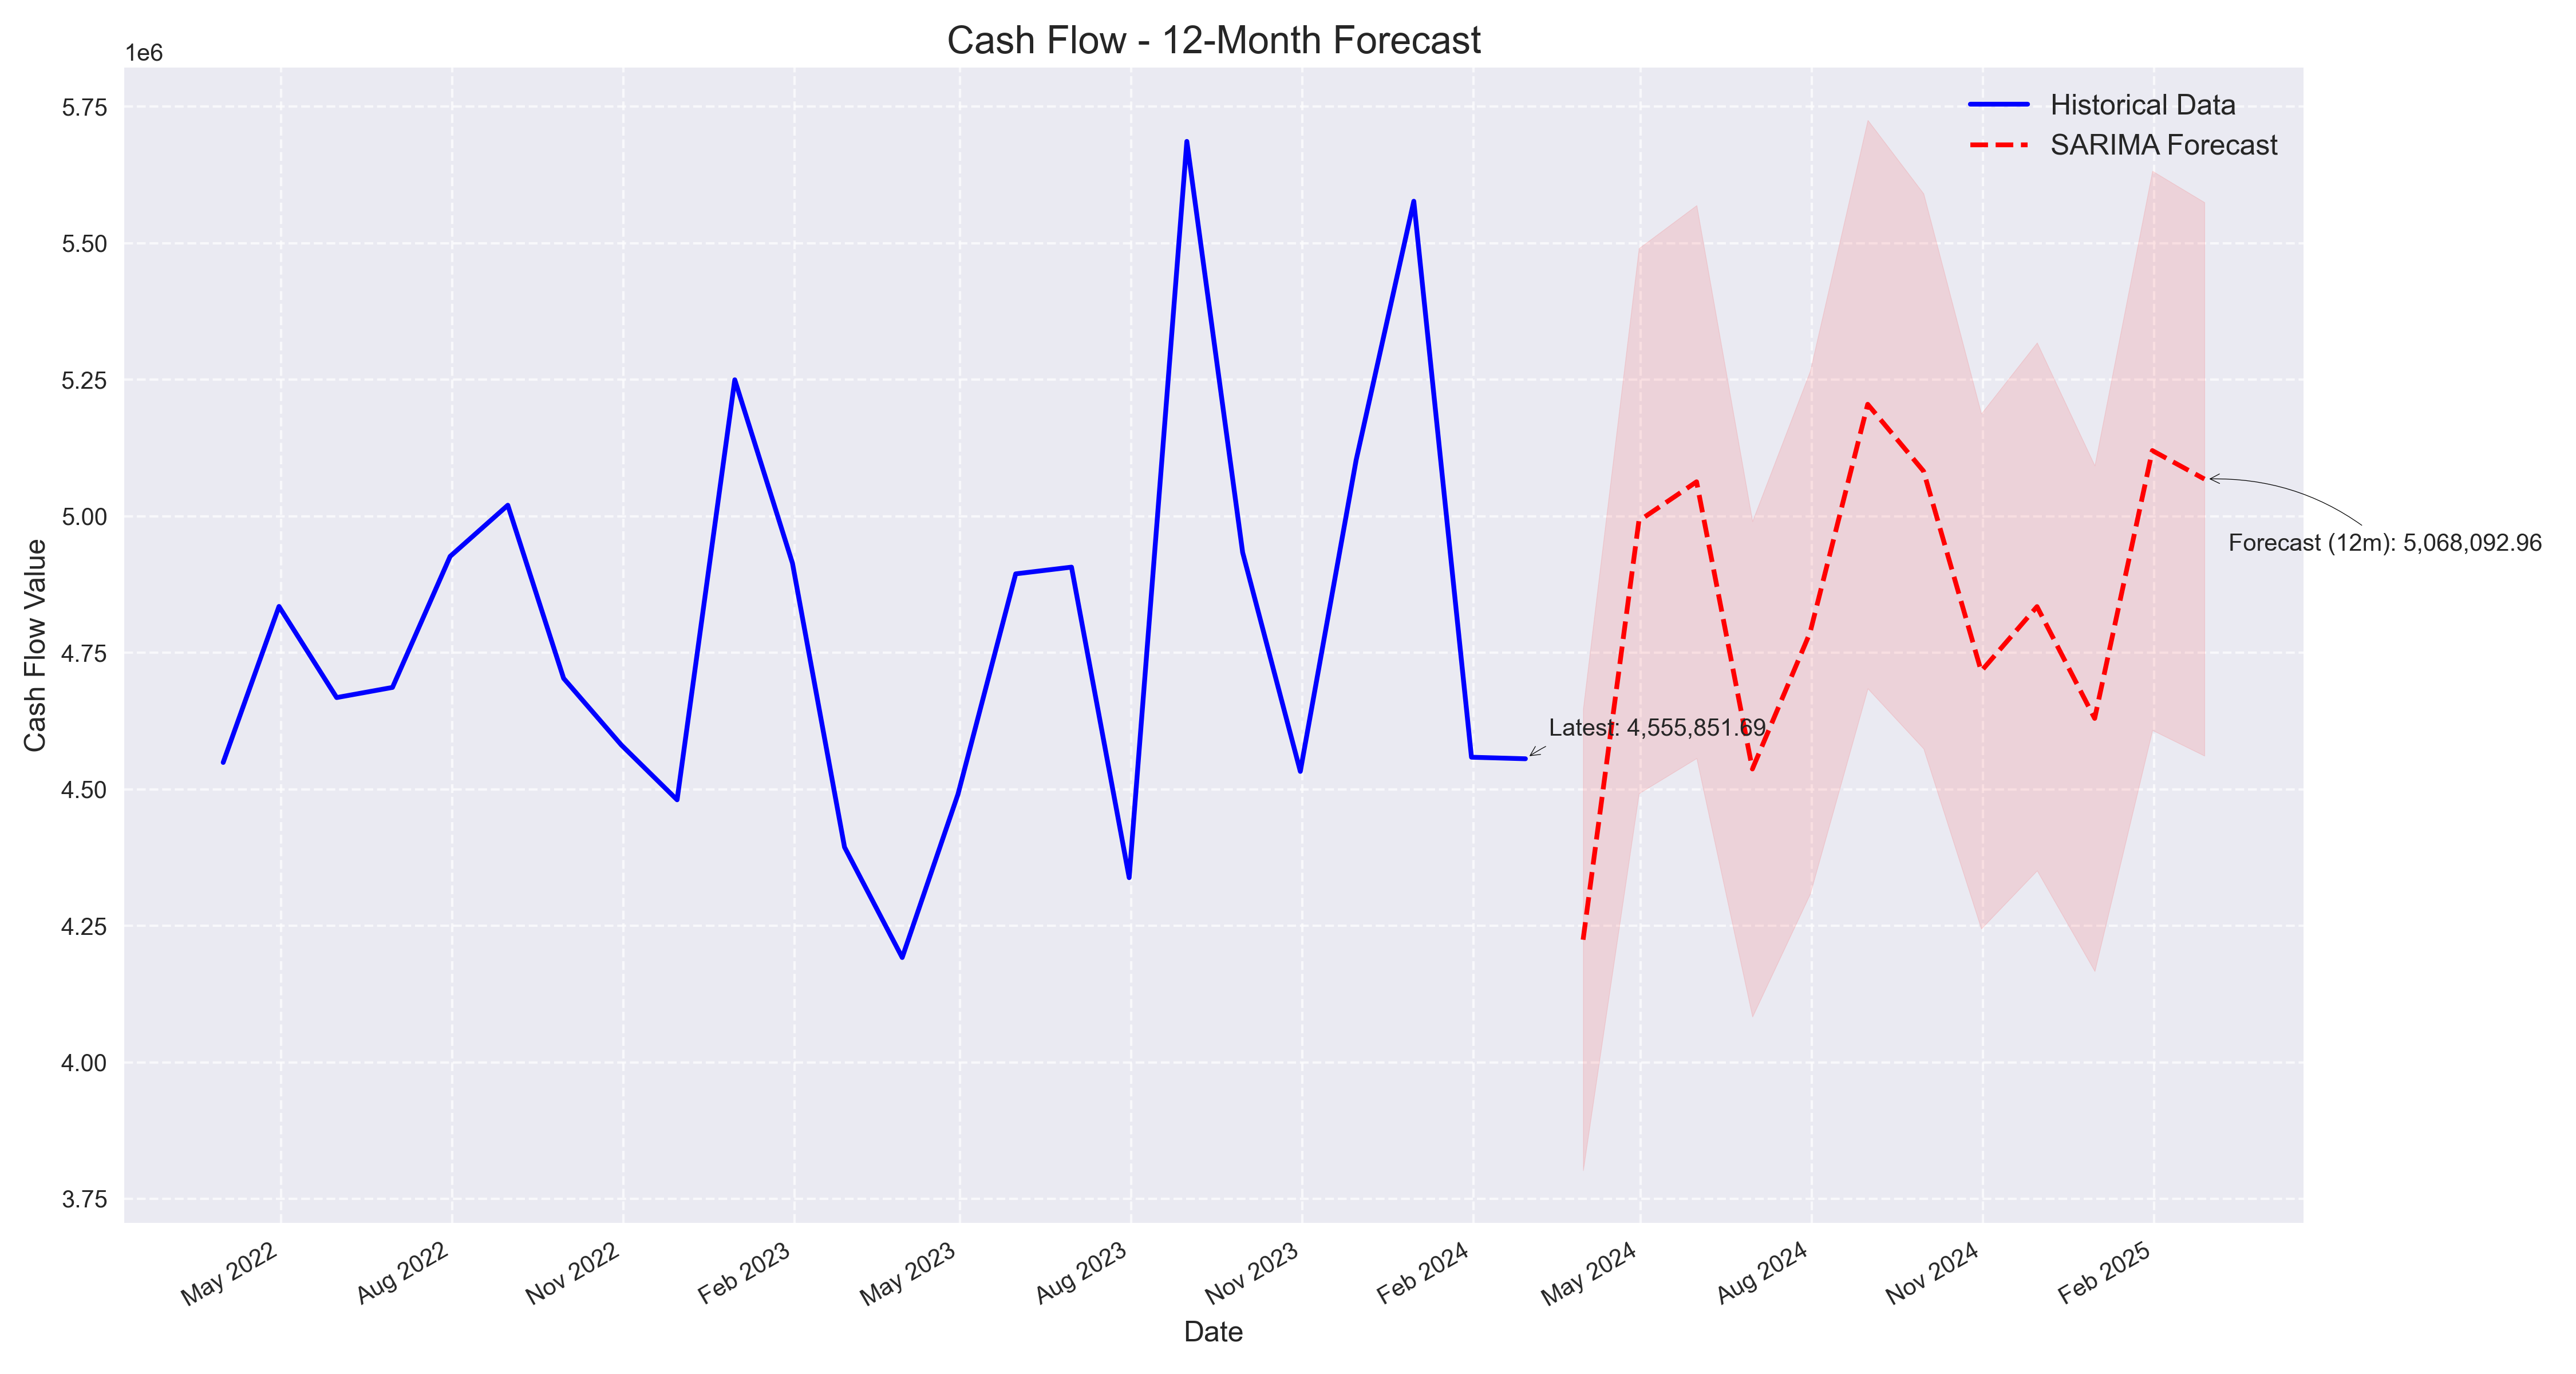 Cash Flow - 12-Month Forecast
1e6
Historical Data
SARIMA Forecast
5.75
5.50
5.25
5.00
4.75
4.50
4.25
4.00
3.75
Cash Flow Value
Forecast (12m): 5,068,092.96
Latest: 4,555,851.69
May 2022
Aug 2022
Nov 2022
Feb 2023
May 2023
Aug 2023
Nov 2023
Feb 2024
May 2024
Aug 2024
Nov 2024
Feb 2025
Date